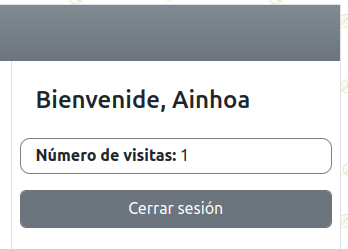 Bienvenide, Ainhoa
Número de visitas: 1
Cerrar sesión